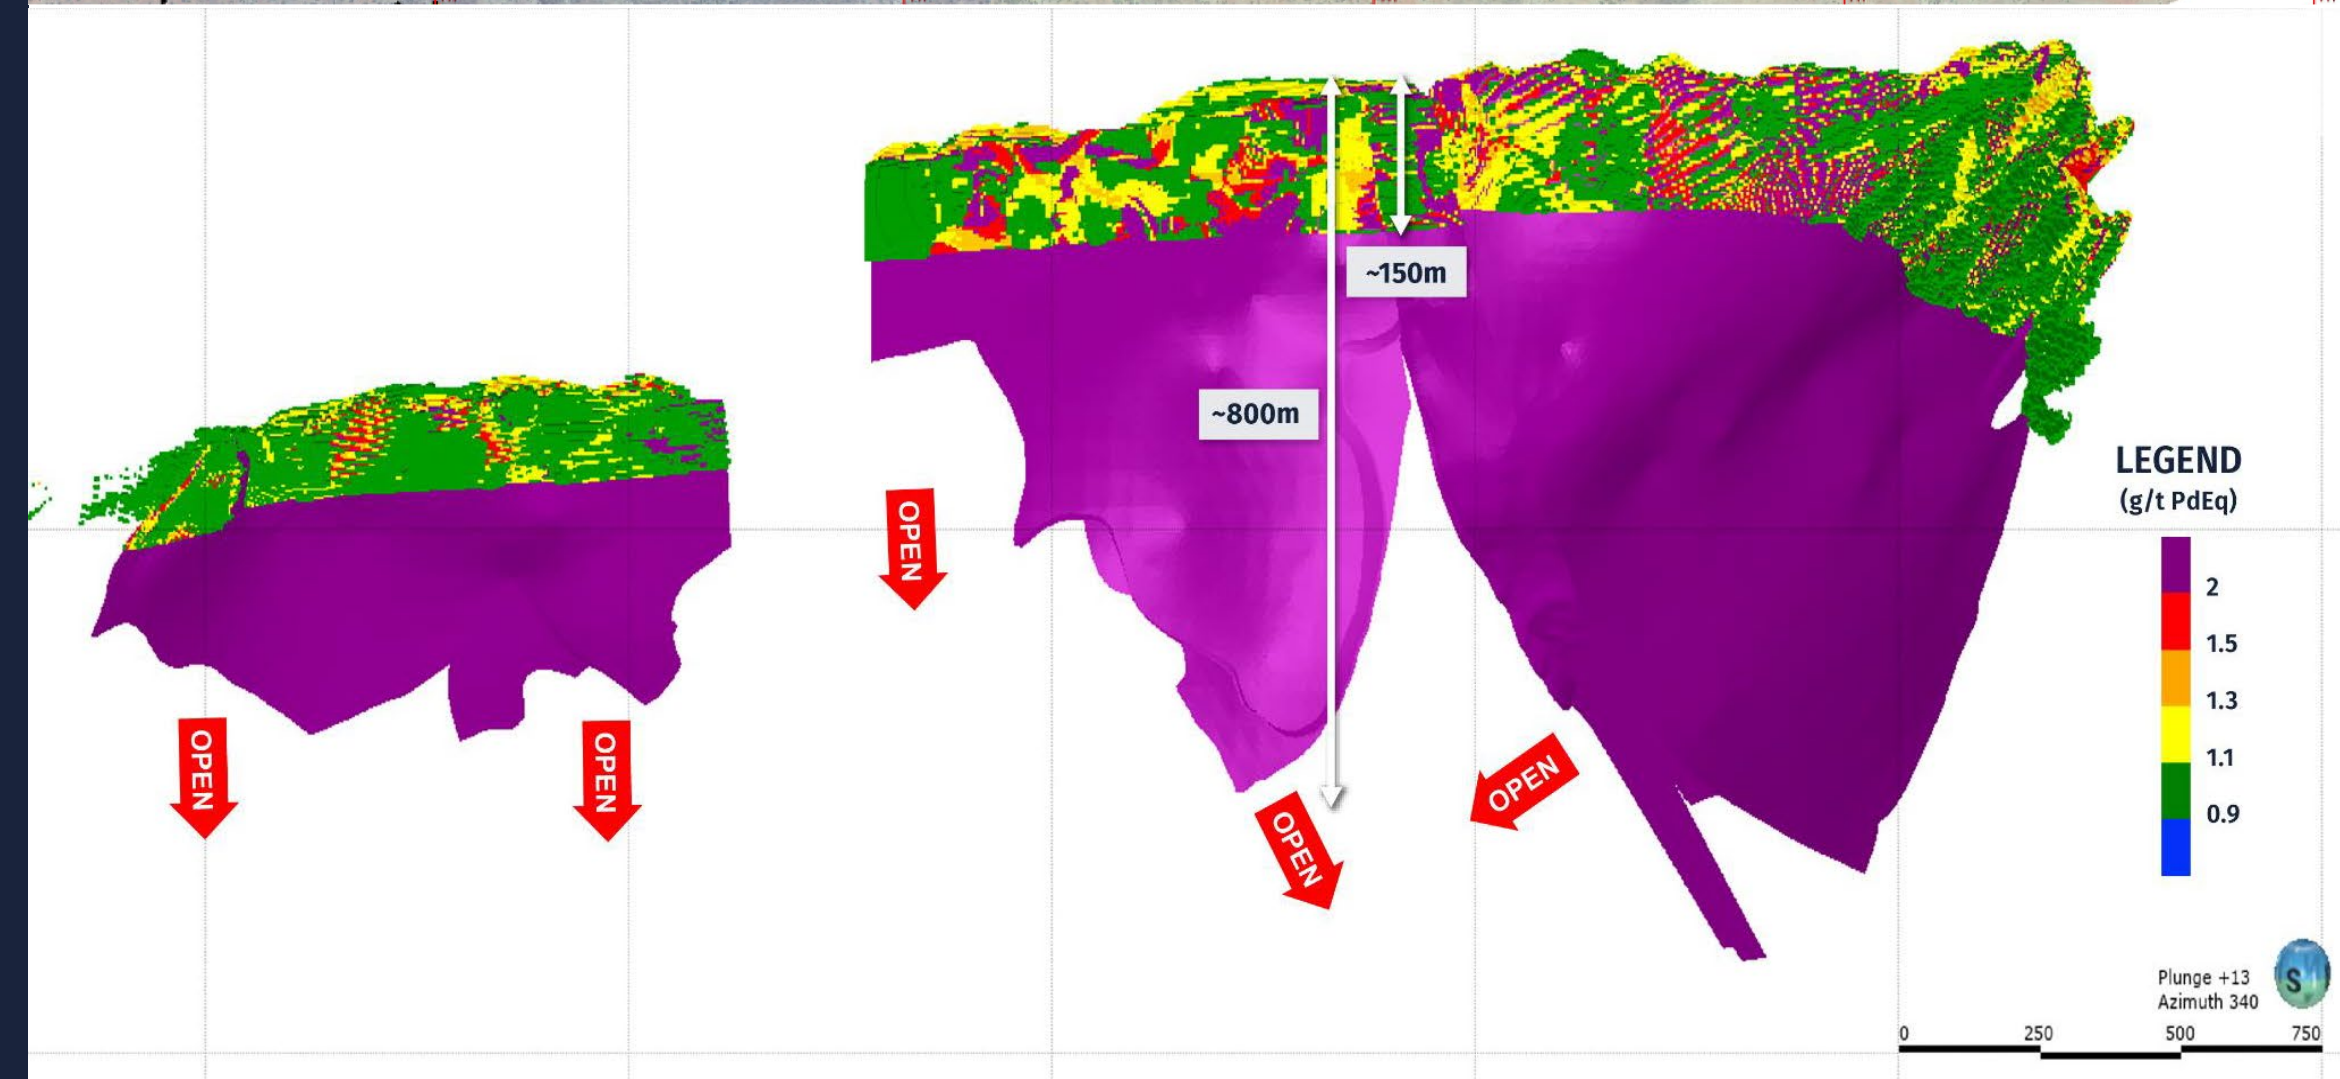 ~150m
~800m
OPEN
OPEN
OPEN
OPEN
OPEN
LEGEND
(g/t PdEq)
2
1.5
1.3
1.1
0.9
Plunge +13
Azimuth 340
S
0 250 500 750